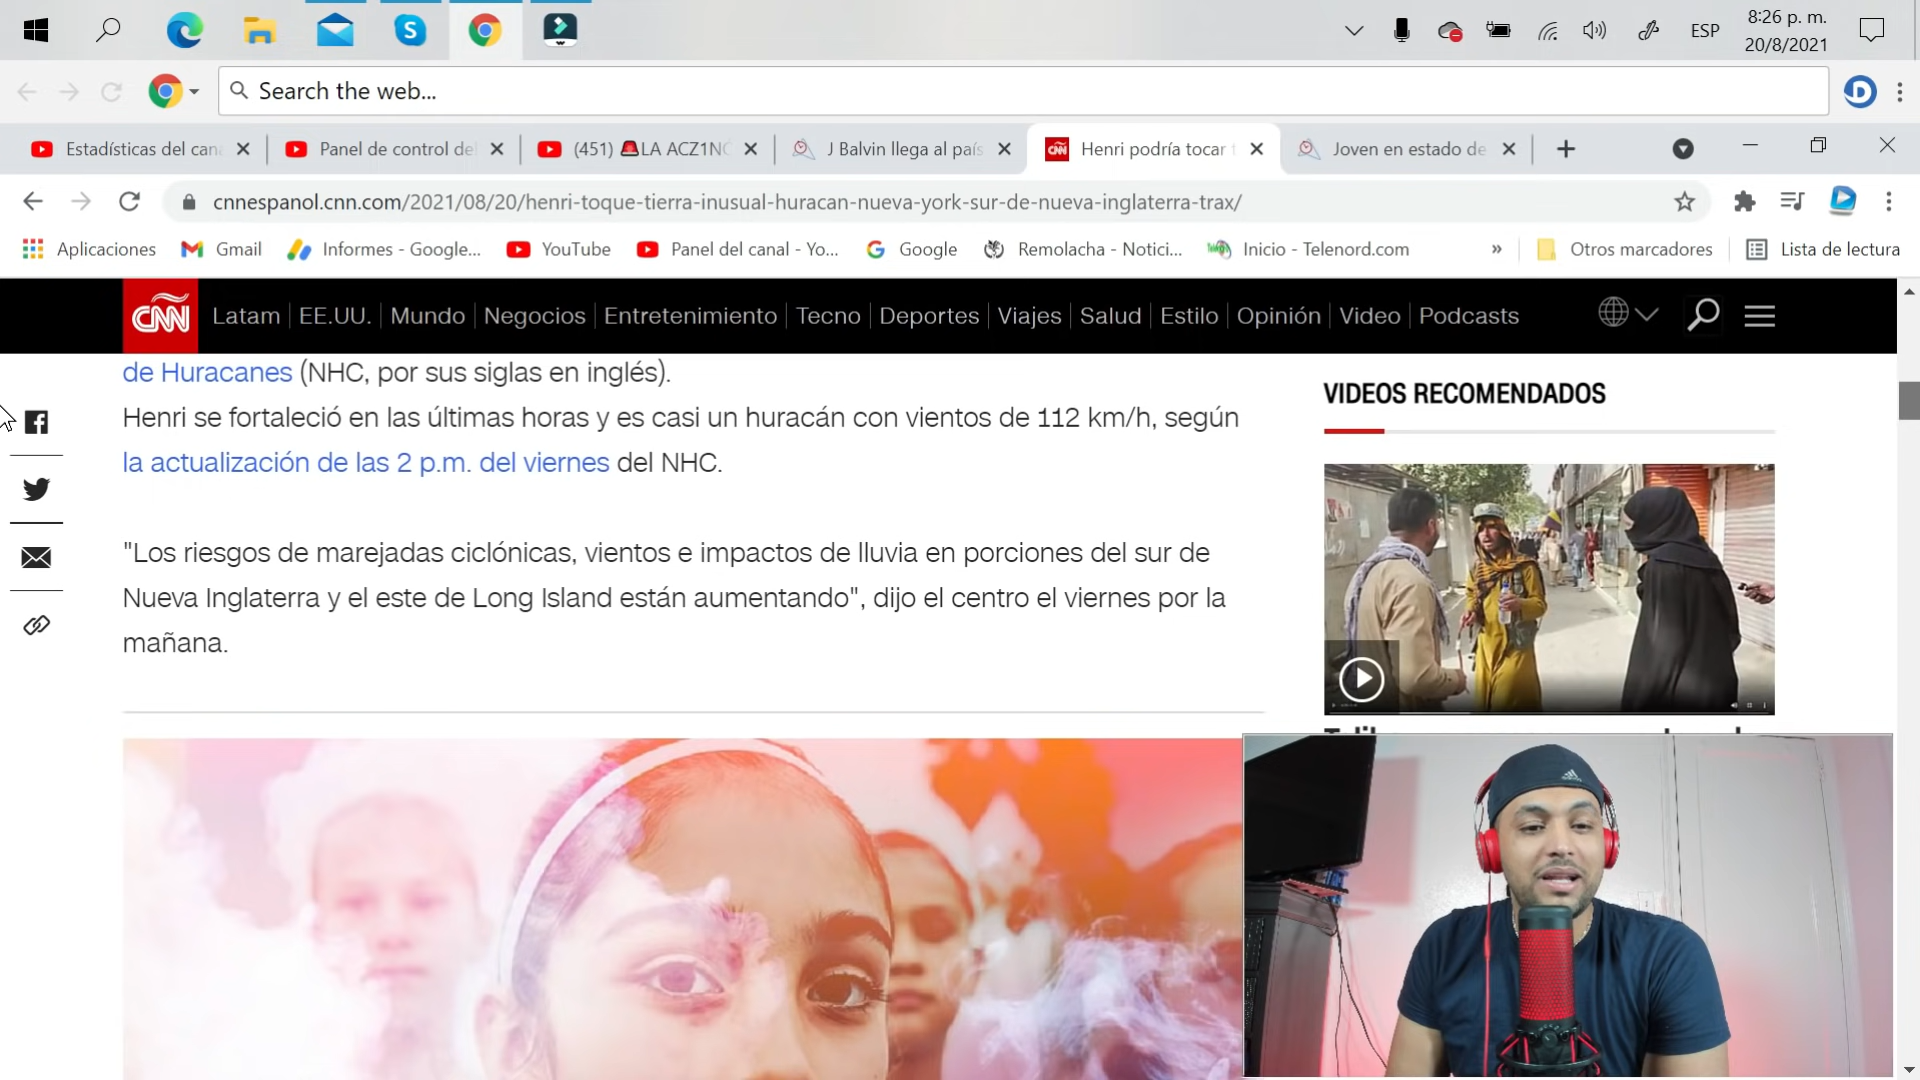 8:26 p. m.
ESP
20/8/2021
Search the web...
Estadísticas del can
Panel de control de
(451) 🚨LA ACZ1NO
J Balvin llega al país
Henri podría tocar t
Joven en estado de
cnnespanol.cnn.com/2021/08/20/henri-toque-tierra-inusual-huracan-nueva-york-sur-de-nueva-inglaterra-trax/
Aplicaciones
Gmail
Informes - Google...
YouTube
Panel del canal - Yo...
Google
Remolacha - Notici...
Inicio - Telenord.com
»
Otros marcadores
Lista de lectura
CNN
Latam | EE.UU. | Mundo | Negocios | Entretenimiento | Tecno | Deportes | Viajes | Salud | Estilo | Opinión | Video | Podcasts
de Huracanes (NHC, por sus siglas en inglés).
Henri se fortaleció en las últimas horas y es casi un huracán con vientos de 112 km/h, según
la actualización de las 2 p.m. del viernes del NHC.
"Los riesgos de marejadas ciclónicas, vientos e impactos de lluvia en porciones del sur de
Nueva Inglaterra y el este de Long Island están aumentando", dijo el centro el viernes por la
mañana.
VIDEOS RECOMENDADOS